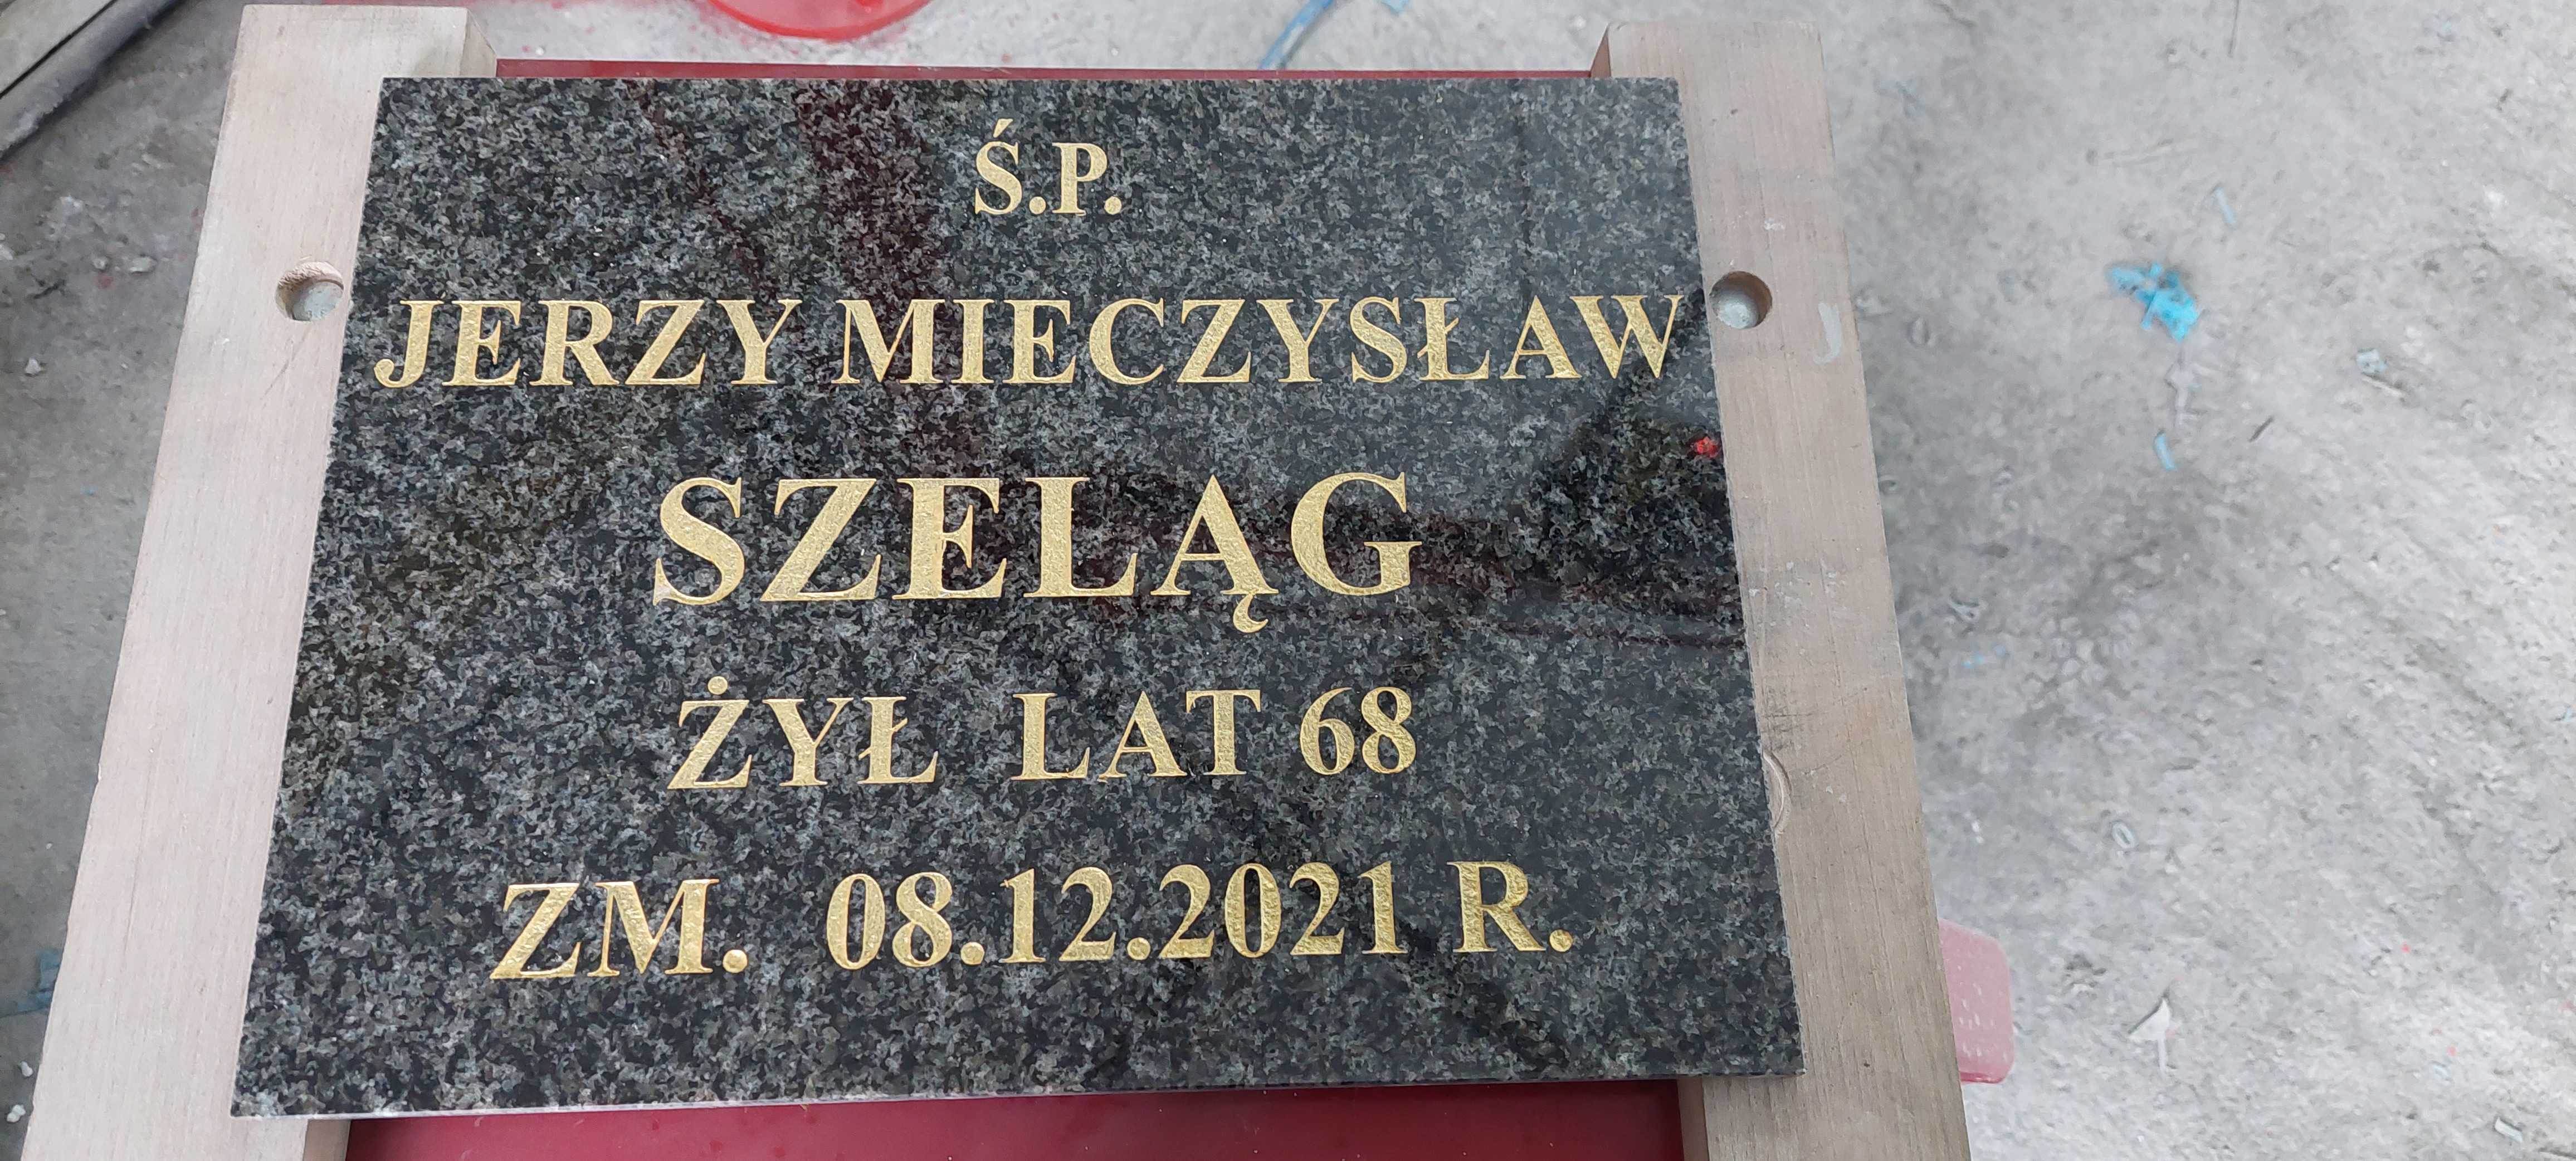 Ś.P.
JERZY MIECZYSŁAW
SZELĄG
ŻYŁ LAT 68
ZM. 08.12.2021 R.